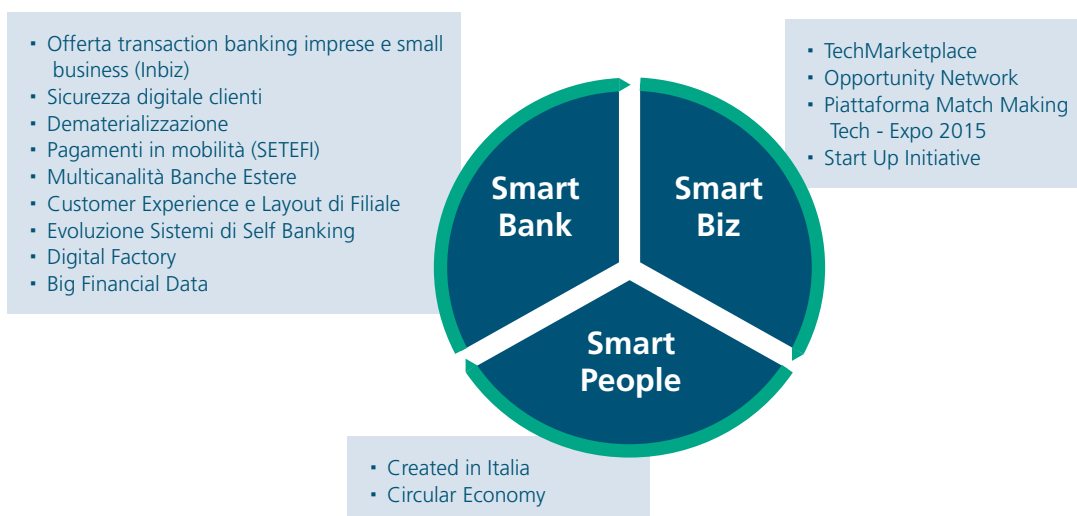 ▪ Offerta transaction banking imprese e small
business (Inbiz)
▪ Sicurezza digitale clienti
▪ Dematerializzazione
▪ Pagamenti in mobilità (SETEFI)
▪ Multicanalità Banche Estere
▪ Customer Experience e Layout di Filiale
▪ Evoluzione Sistemi di Self Banking
▪ Digital Factory
▪ Big Financial Data
▪ TechMarketplace
▪ Opportunity Network
▪ Piattaforma Match Making
Tech - Expo 2015
▪ Start Up Initiative
Smart
Bank
Smart
Biz
Smart
People
▪ Created in Italia
▪ Circular Economy